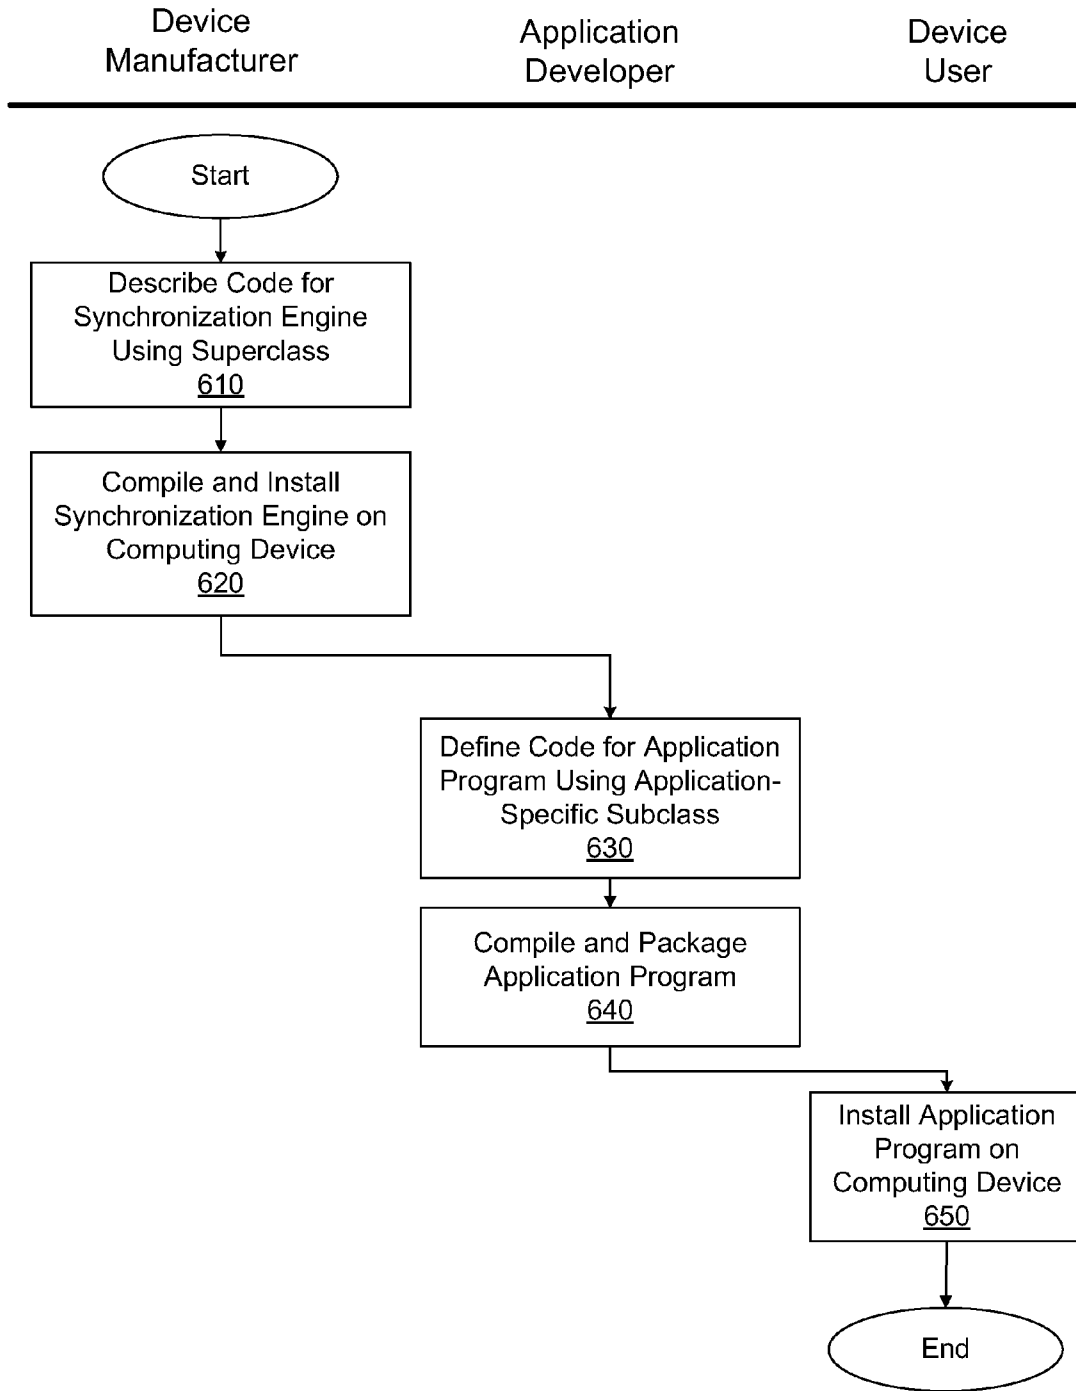 Device
Manufacturer
Application
Developer
Device
User
Start
Describe Code for
Synchronization Engine
Using Superclass
610
Compile and Install
Synchronization Engine on
Computing Device
620
Define Code for Application
Program Using Application-
Specific Subclass
630
Compile and Package
Application Program
640
Install Application
Program on
Computing Device
650
End